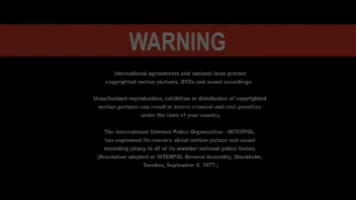 WARNING
International agreements and national laws protect
copyrighted motion pictures, DVDs and sound recordings.
Unauthorized reproduction, exhibition or distribution of copyrighted
motion pictures can result in severe criminal and civil penalties
under the laws of your country.
The International Criminal Police Organization - INTERPOL,
has expressed its concern about motion picture and sound
recording piracy to all of its member national police forces.
(Resolution adopted at INTERPOL General Assembly, Stockholm,
Sweden, September 8, 1977.)